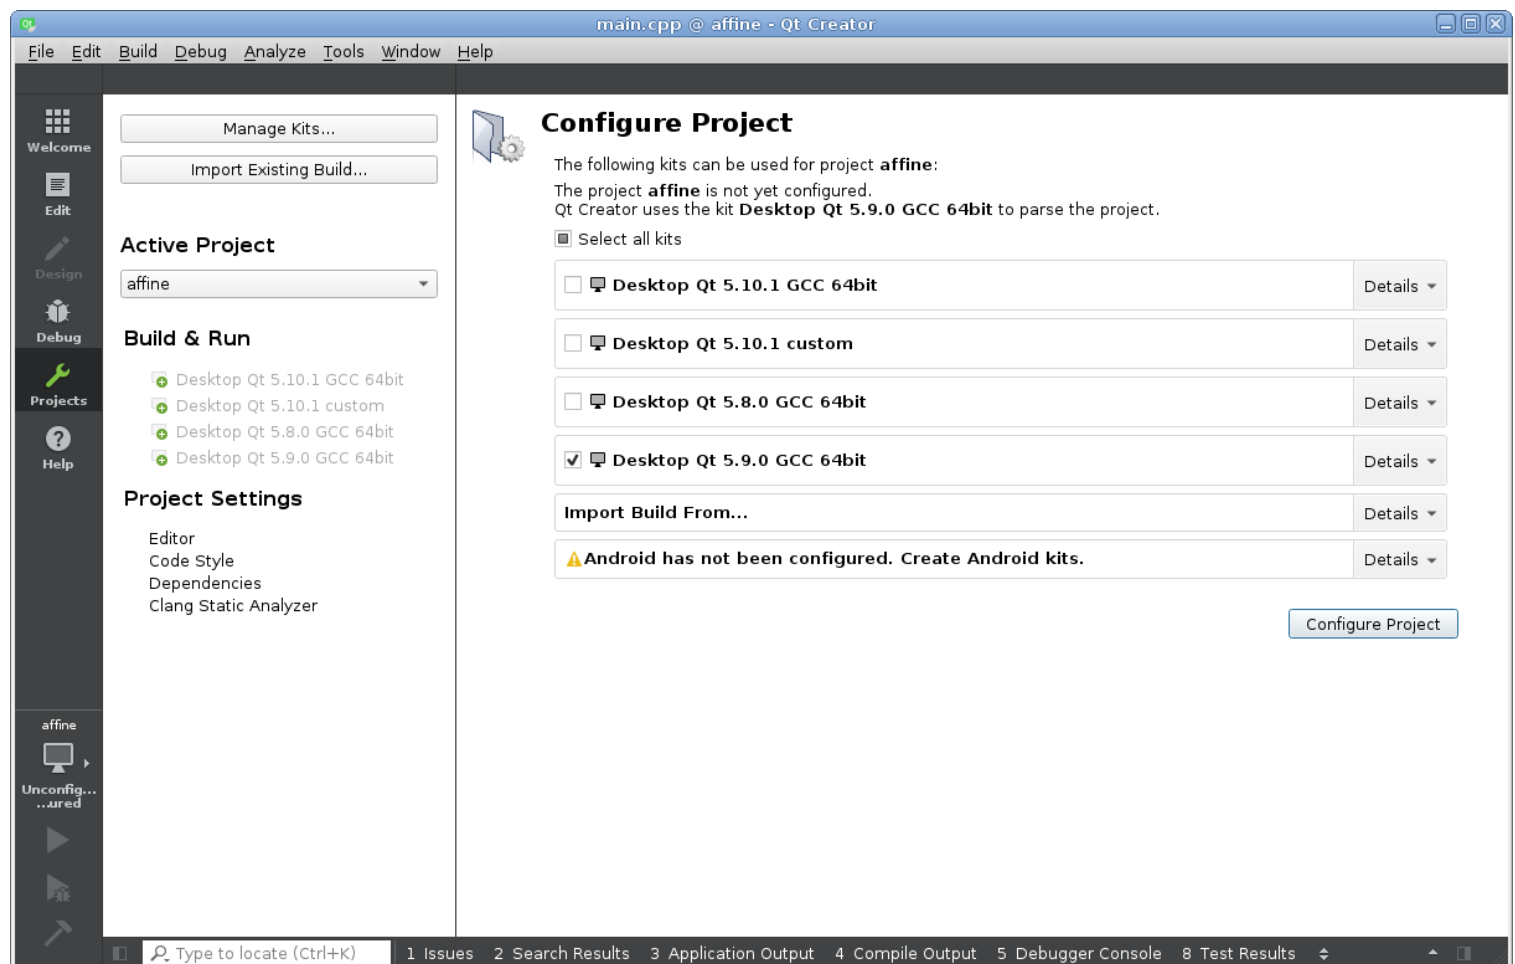 main.cpp @ affine - Qt Creator
File Edit Build Debug Analyze Tools Window Help
Welcome
Edit
Design
Debug
Projects
Help
affine
Unconfig...
...ured
Manage Kits...
Import Existing Build...
Active Project
affine
Build & Run
Desktop Qt 5.10.1 GCC 64bit
Desktop Qt 5.10.1 custom
Desktop Qt 5.8.0 GCC 64bit
Desktop Qt 5.9.0 GCC 64bit
Project Settings
Editor
Code Style
Dependencies
Clang Static Analyzer
Configure Project
The following kits can be used for project affine:
The project affine is not yet configured.
Qt Creator uses the kit Desktop Qt 5.9.0 GCC 64bit to parse the project.
Select all kits
Desktop Qt 5.10.1 GCC 64bit Details
Desktop Qt 5.10.1 custom Details
Desktop Qt 5.8.0 GCC 64bit Details
Desktop Qt 5.9.0 GCC 64bit Details
Import Build From... Details
Android has not been configured. Create Android kits. Details
Configure Project
Type to locate (Ctrl+K) 1 Issues 2 Search Results 3 Application Output 4 Compile Output 5 Debugger Console 8 Test Results